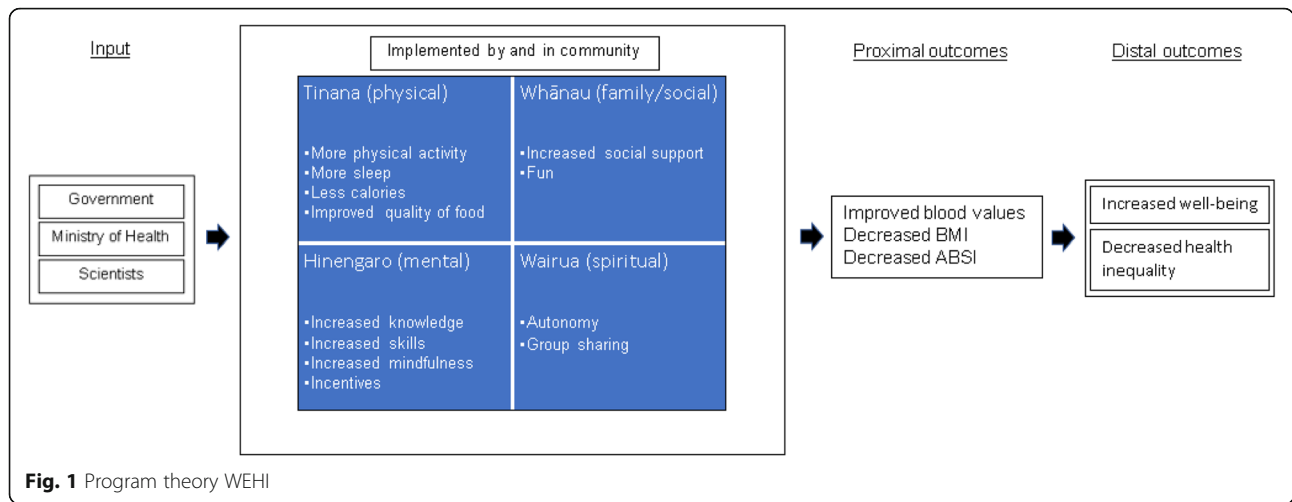 Input
Government
Ministry of Health
Scientists
Implemented by and in community
Tinana (physical)
▪More physical activity
▪More sleep
▪Less calories
▪Improved quality of food
Whānau (family/social)
▪Increased social support
▪Fun
Hinengaro (mental)
▪Increased knowledge
▪Increased skills
▪Increased mindfulness
▪Incentives
Wairua (spiritual)
▪Autonomy
▪Group sharing
Proximal outcomes
Improved blood values
Decreased BMI
Decreased ABSI
Distal outcomes
Increased well-being
Decreased health
inequality
Fig. 1 Program theory WEHI